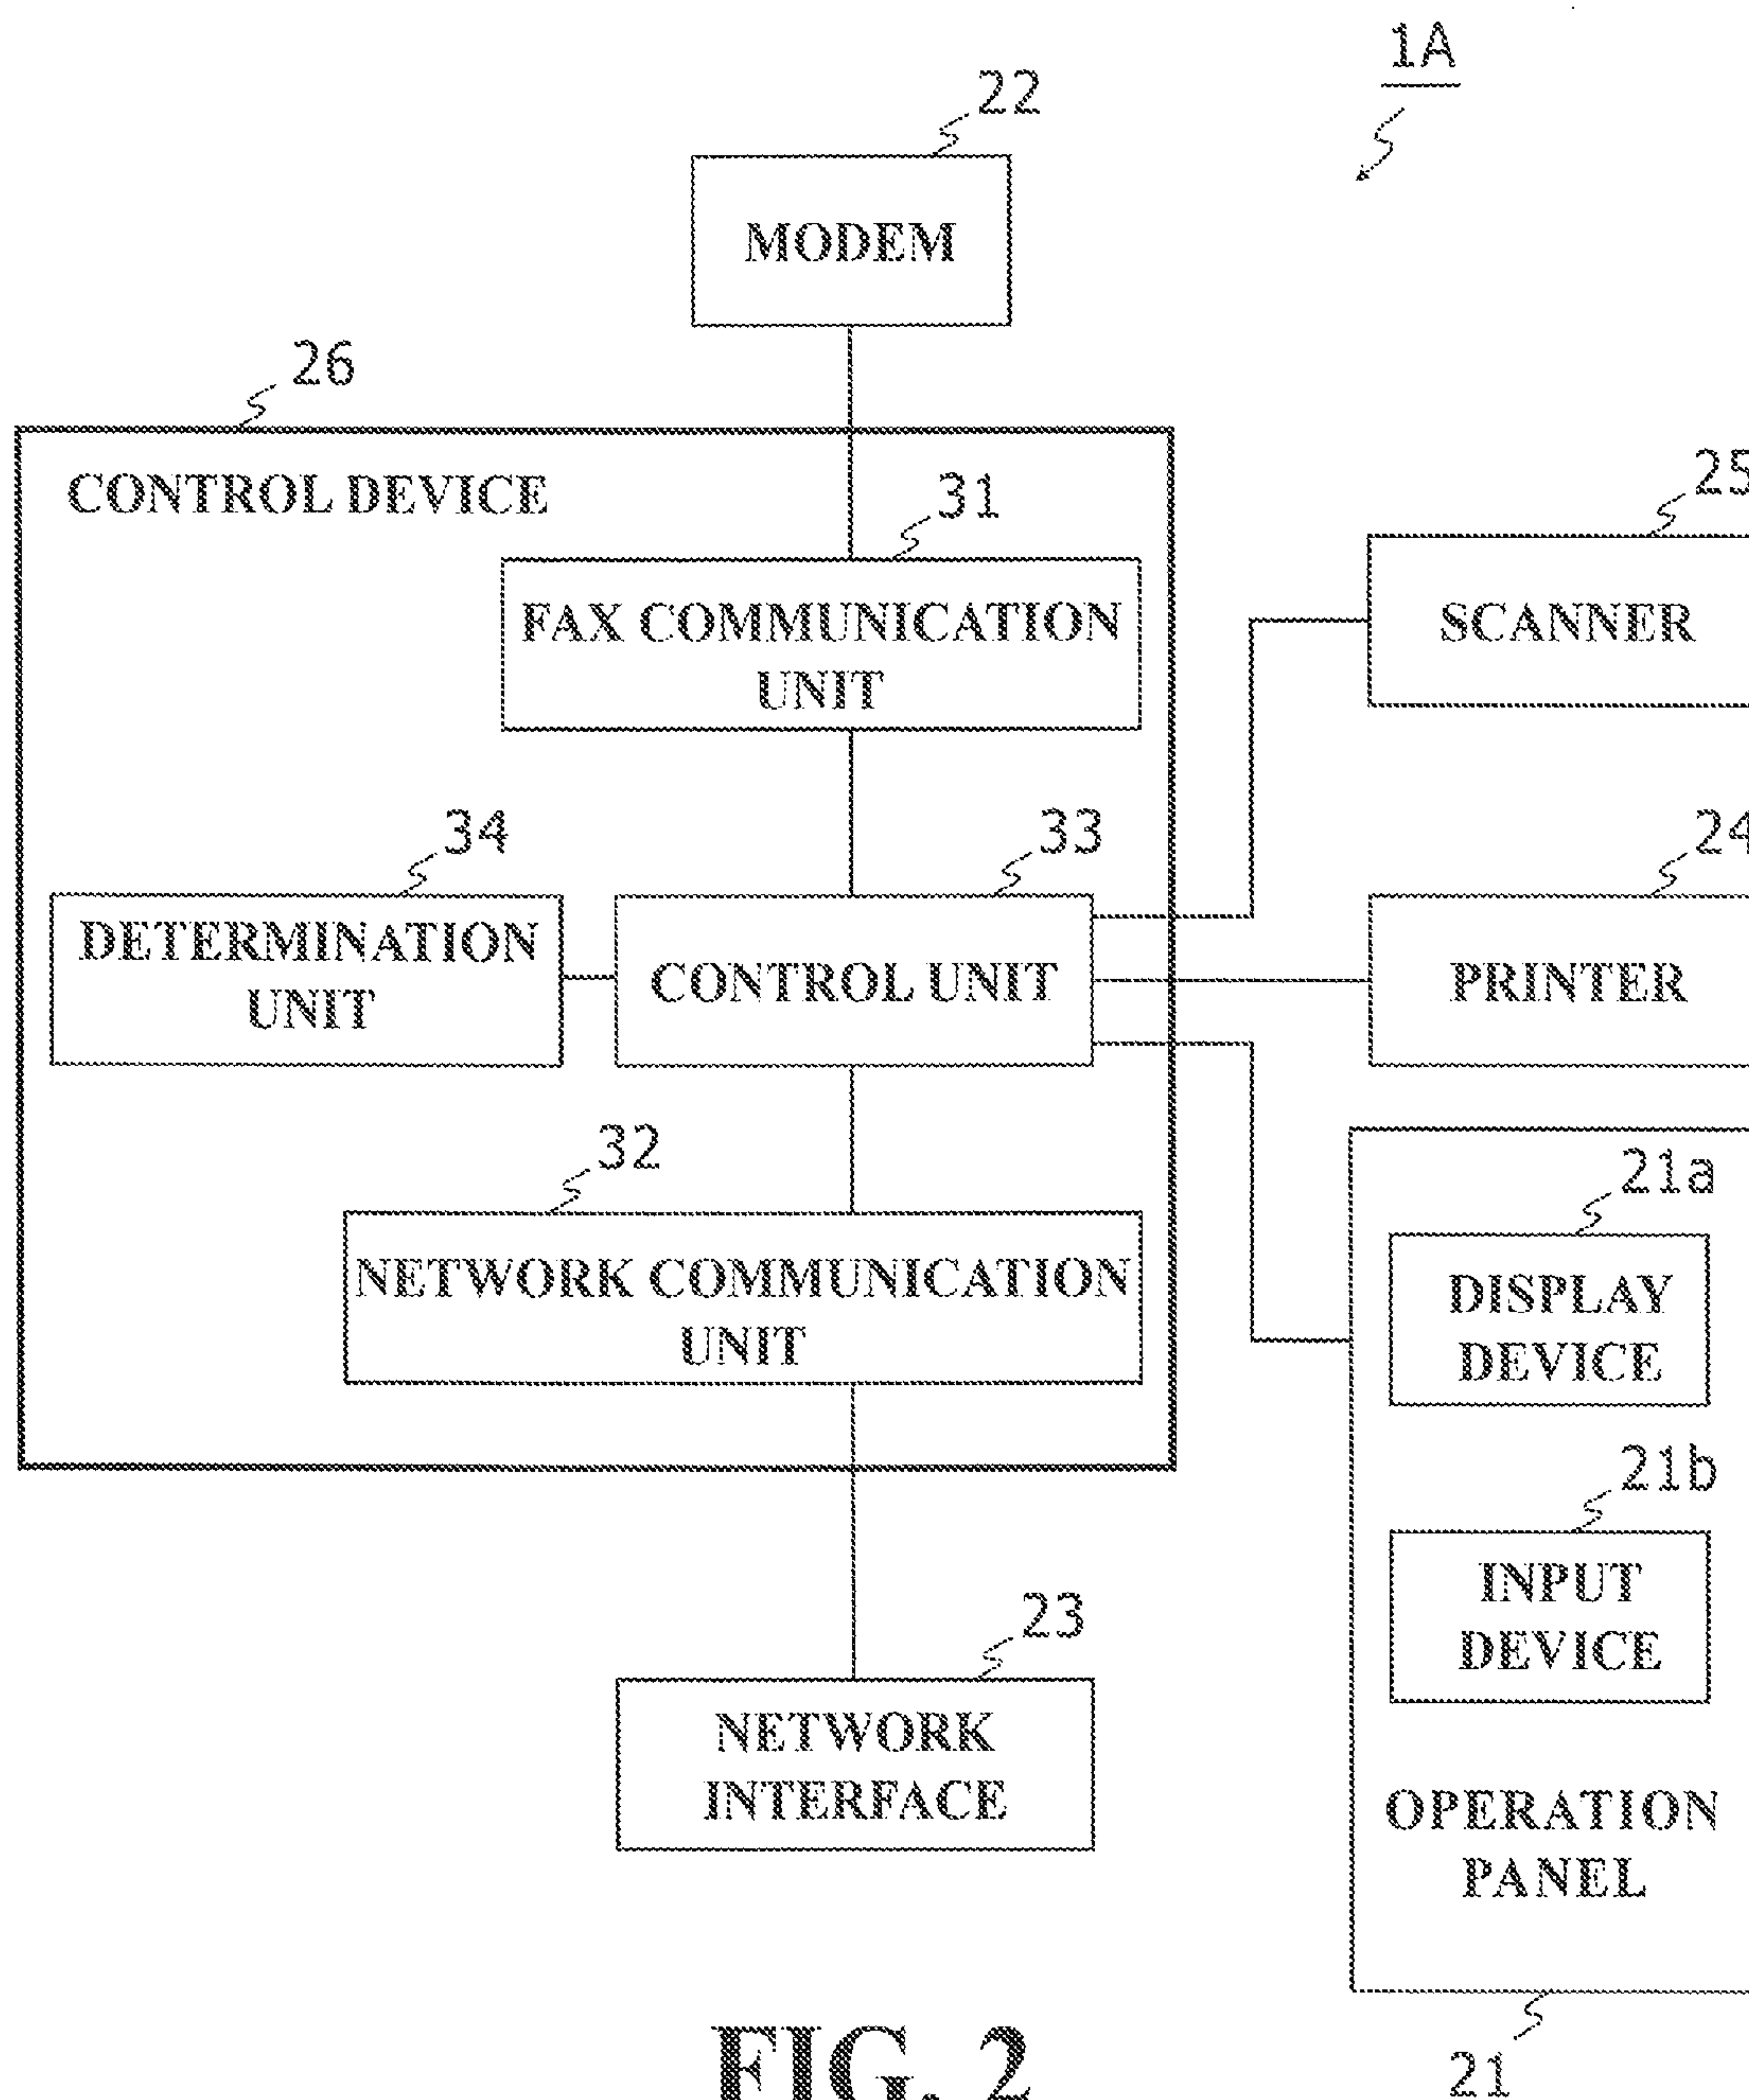 1A
22
MODEM
26
CONTROL DEVICE
31
FAX COMMUNICATION
UNIT
25
SCANNER
34
DETERMINATION
UNIT
33
CONTROL UNIT
24
PRINTER
32
NETWORK COMMUNICATION
UNIT
21a
DISPLAY
DEVICE
21b
INPUT
DEVICE
23
NETWORK
INTERFACE
OPERATION
PANEL
21
FIG. 2